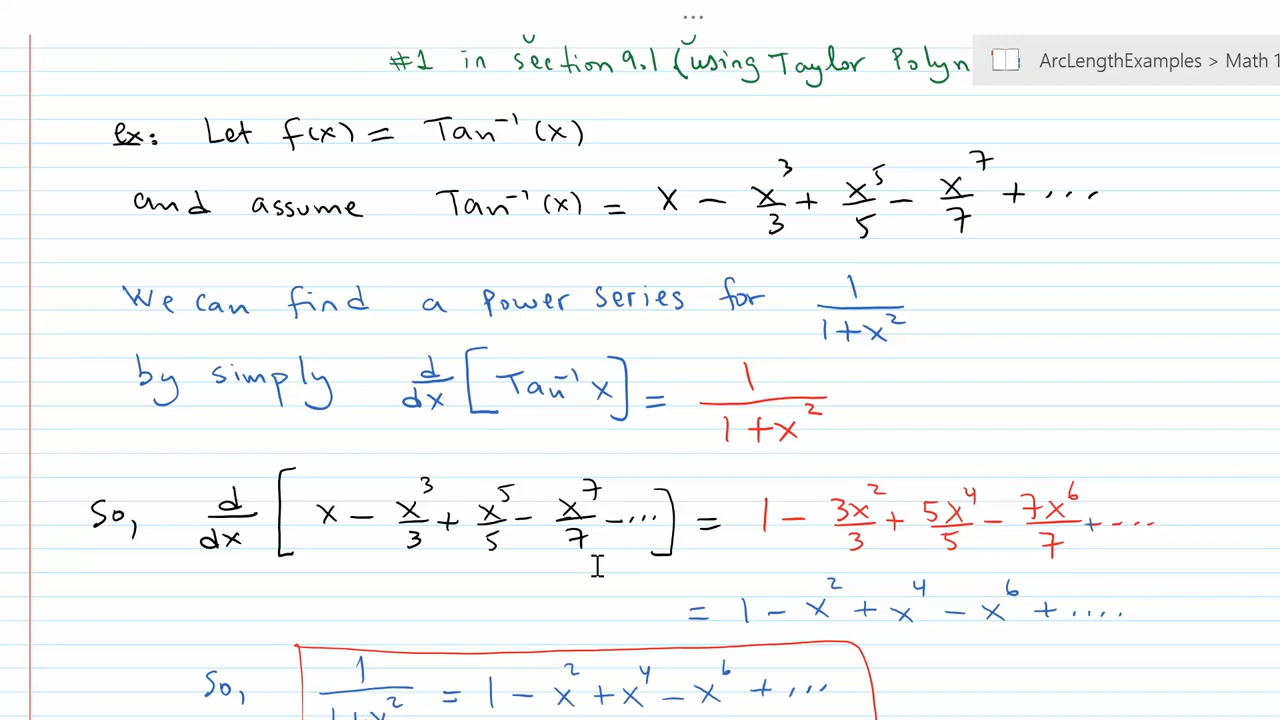 ...
#1 in section 9.1 (using Taylor Polyn
ArcLengthExamples > Math 1
ex: Let f(x) = Tan⁻¹(x)
and assume Tan⁻¹(x) = x − x³/3 + x⁵/5 − x⁷/7 + ...
We can find a power series for 1/(1+x²)
by simply d/dx [Tan⁻¹ x] = 1/(1+x²)
So, d/dx [x − x³/3 + x⁵/5 − x⁷/7 − ...] = 1 − 3x²/3 + 5x⁴/5 − 7x⁶/7 + ...
= 1 − x² + x⁴ − x⁶ + ....
So, 1/(1+x²) = 1 − x² + x⁴ − x⁶ + ...